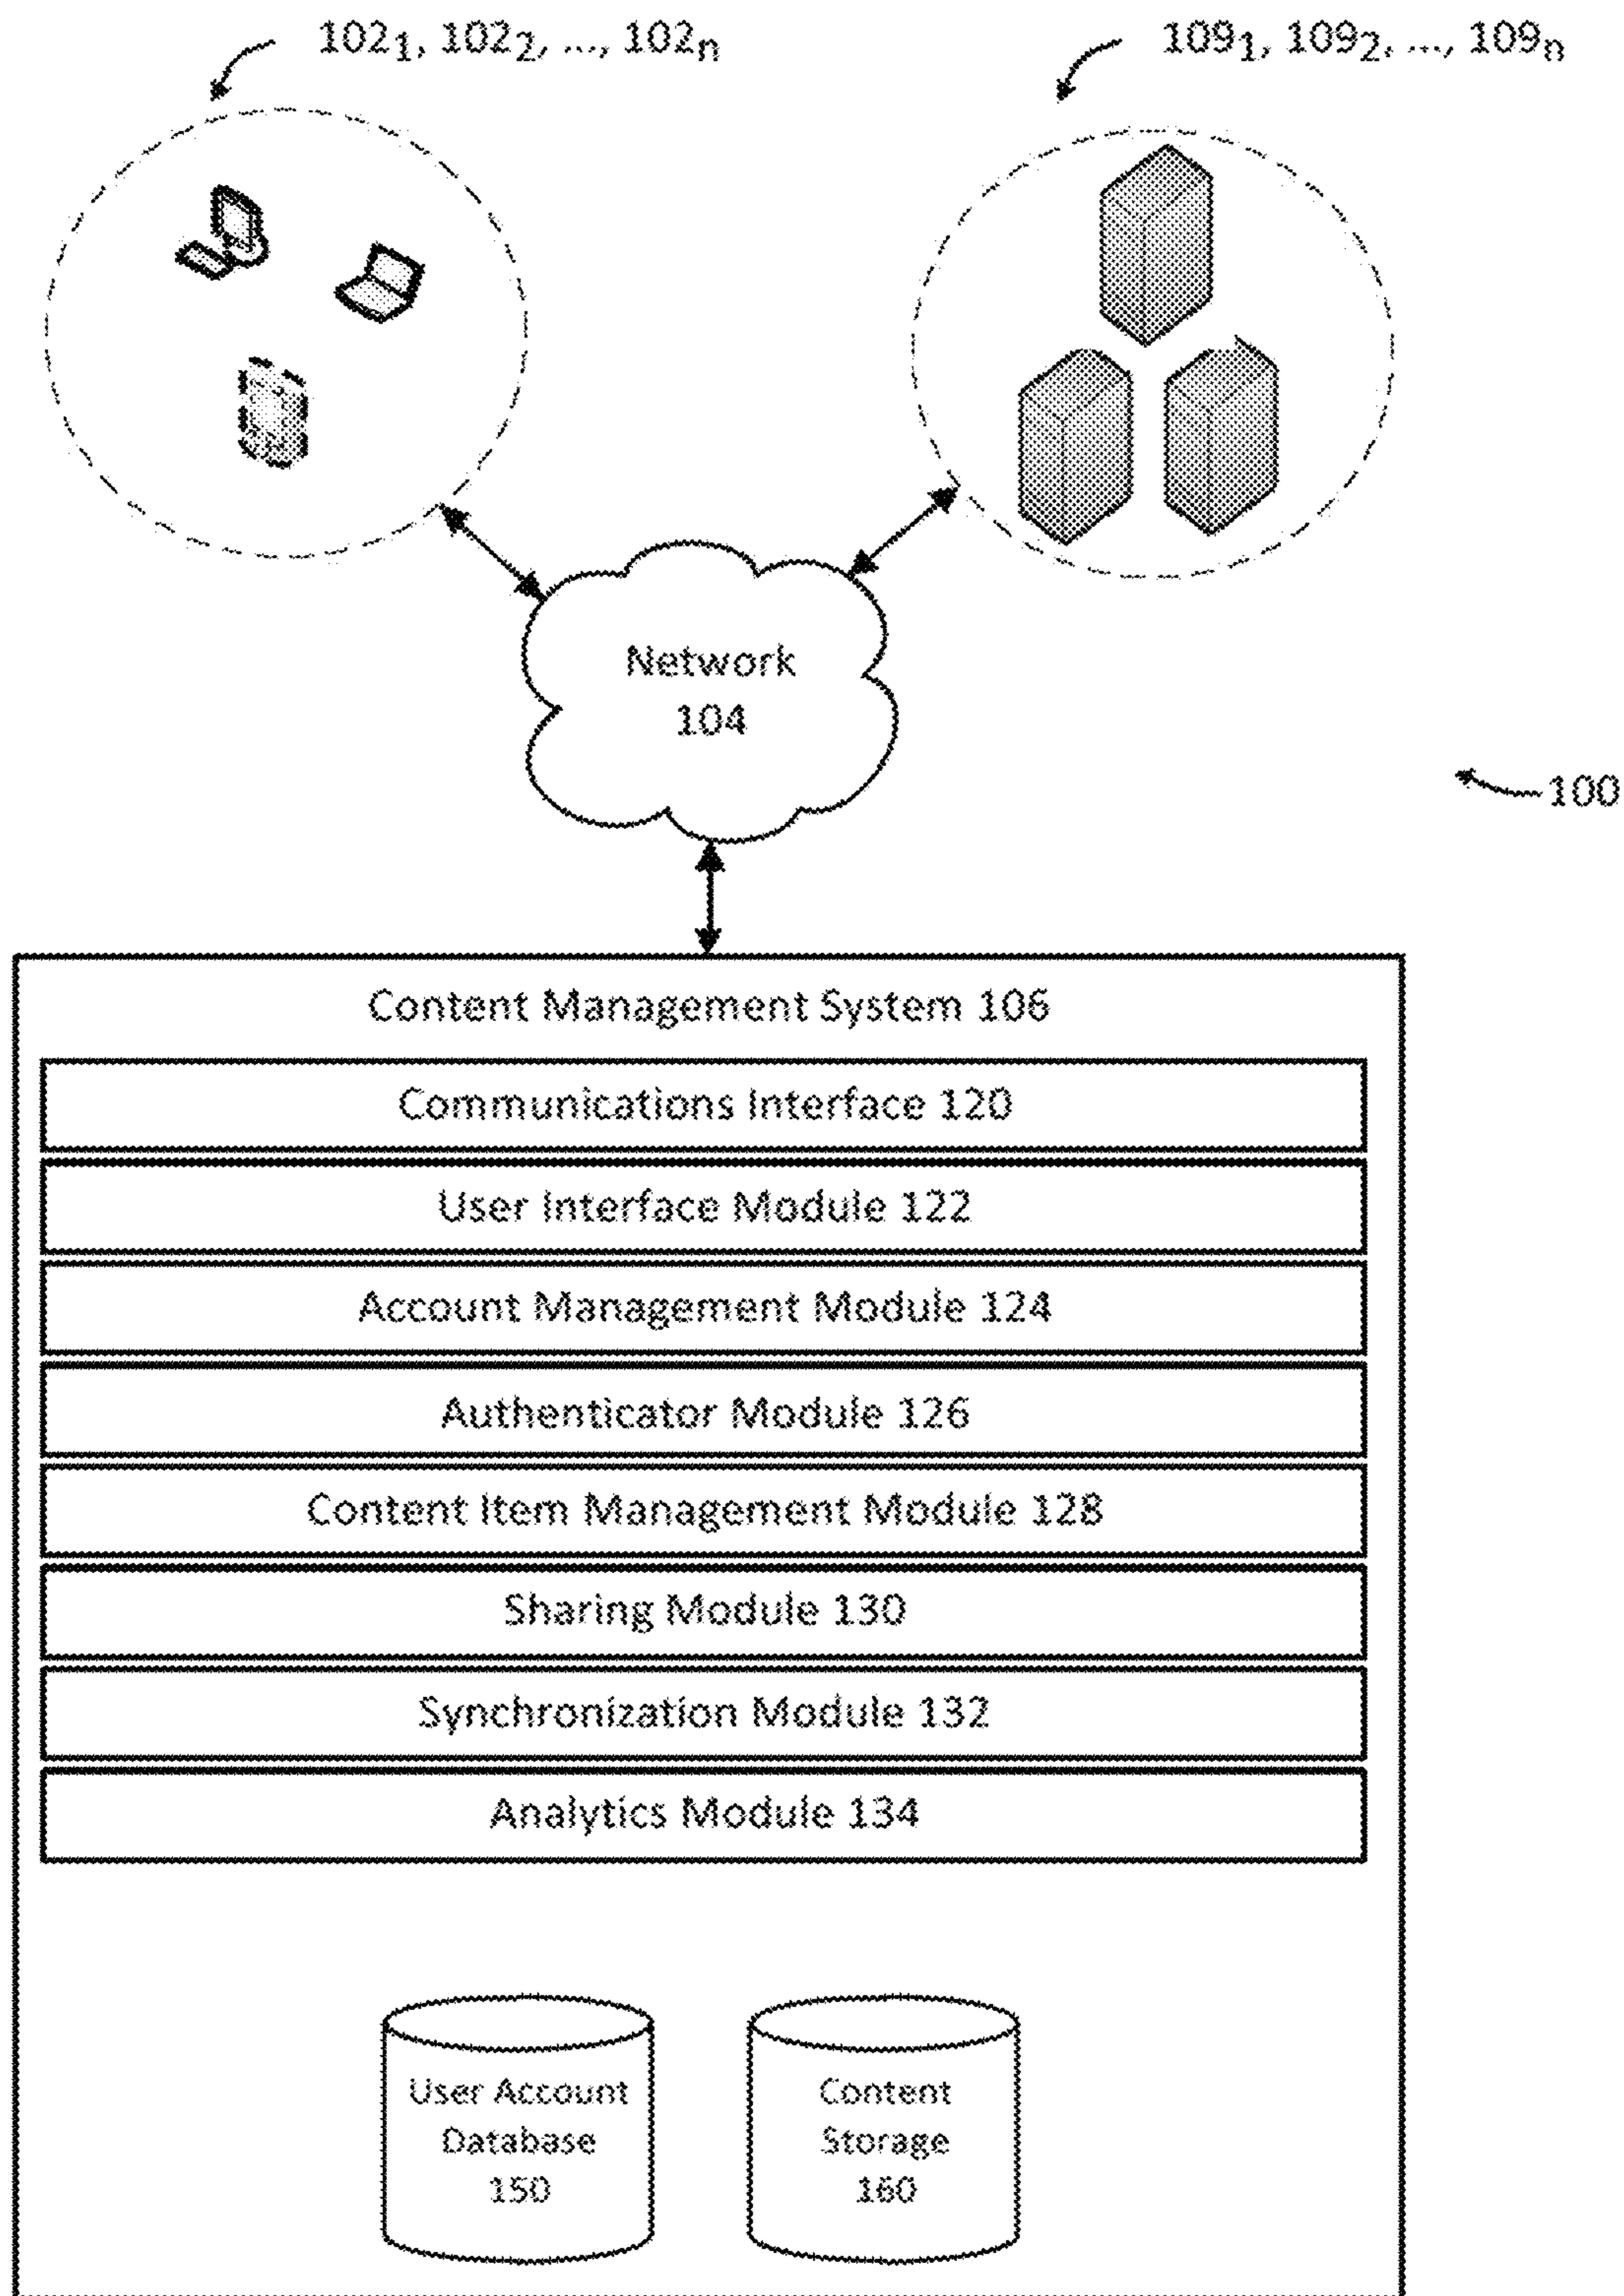 102₁, 102₂, ..., 102ₙ
109₁, 109₂, ..., 109ₙ
Network
104
100
Content Management System 106
Communications Interface 120
User Interface Module 122
Account Management Module 124
Authenticator Module 126
Content Item Management Module 128
Sharing Module 130
Synchronization Module 132
Analytics Module 134
User Account
Database
150
Content
Storage
160